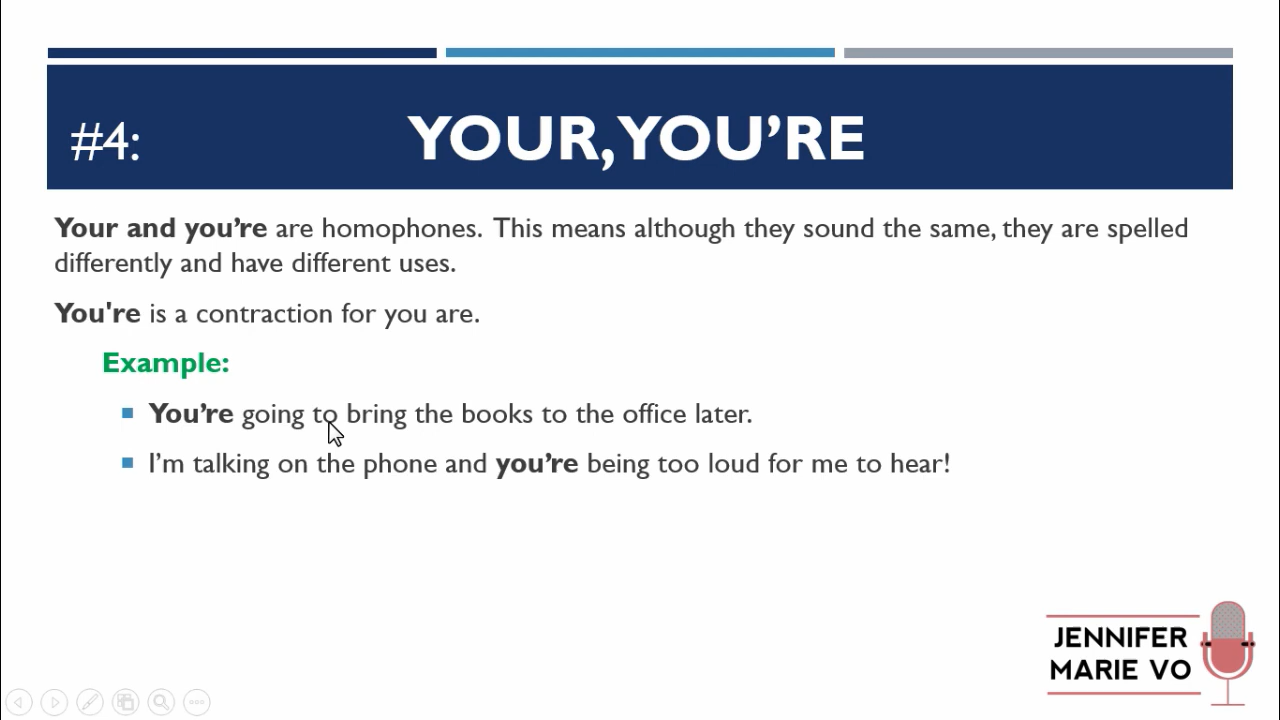 #4: YOUR, YOU’RE
Your and you’re are homophones. This means although they sound the same, they are spelled
differently and have different uses.
You're is a contraction for you are.
Example:
You’re going to bring the books to the office later.
I’m talking on the phone and you’re being too loud for me to hear!
JENNIFER
MARIE VO